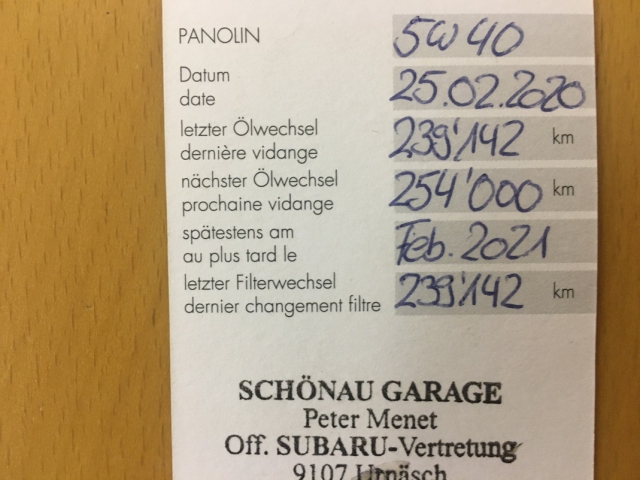 PANOLIN 5W40
Datum
date 25.02.2020
letzter Ölwechsel
dernière vidange 239'142 km
nächster Ölwechsel
prochaine vidange 254'000 km
spätestens am
au plus tard le Feb. 2021
letzter Filterwechsel
dernier changement filtre 239'142 km
SCHÖNAU GARAGE
Peter Menet
Off. SUBARU-Vertretung
9107 Urnäsch